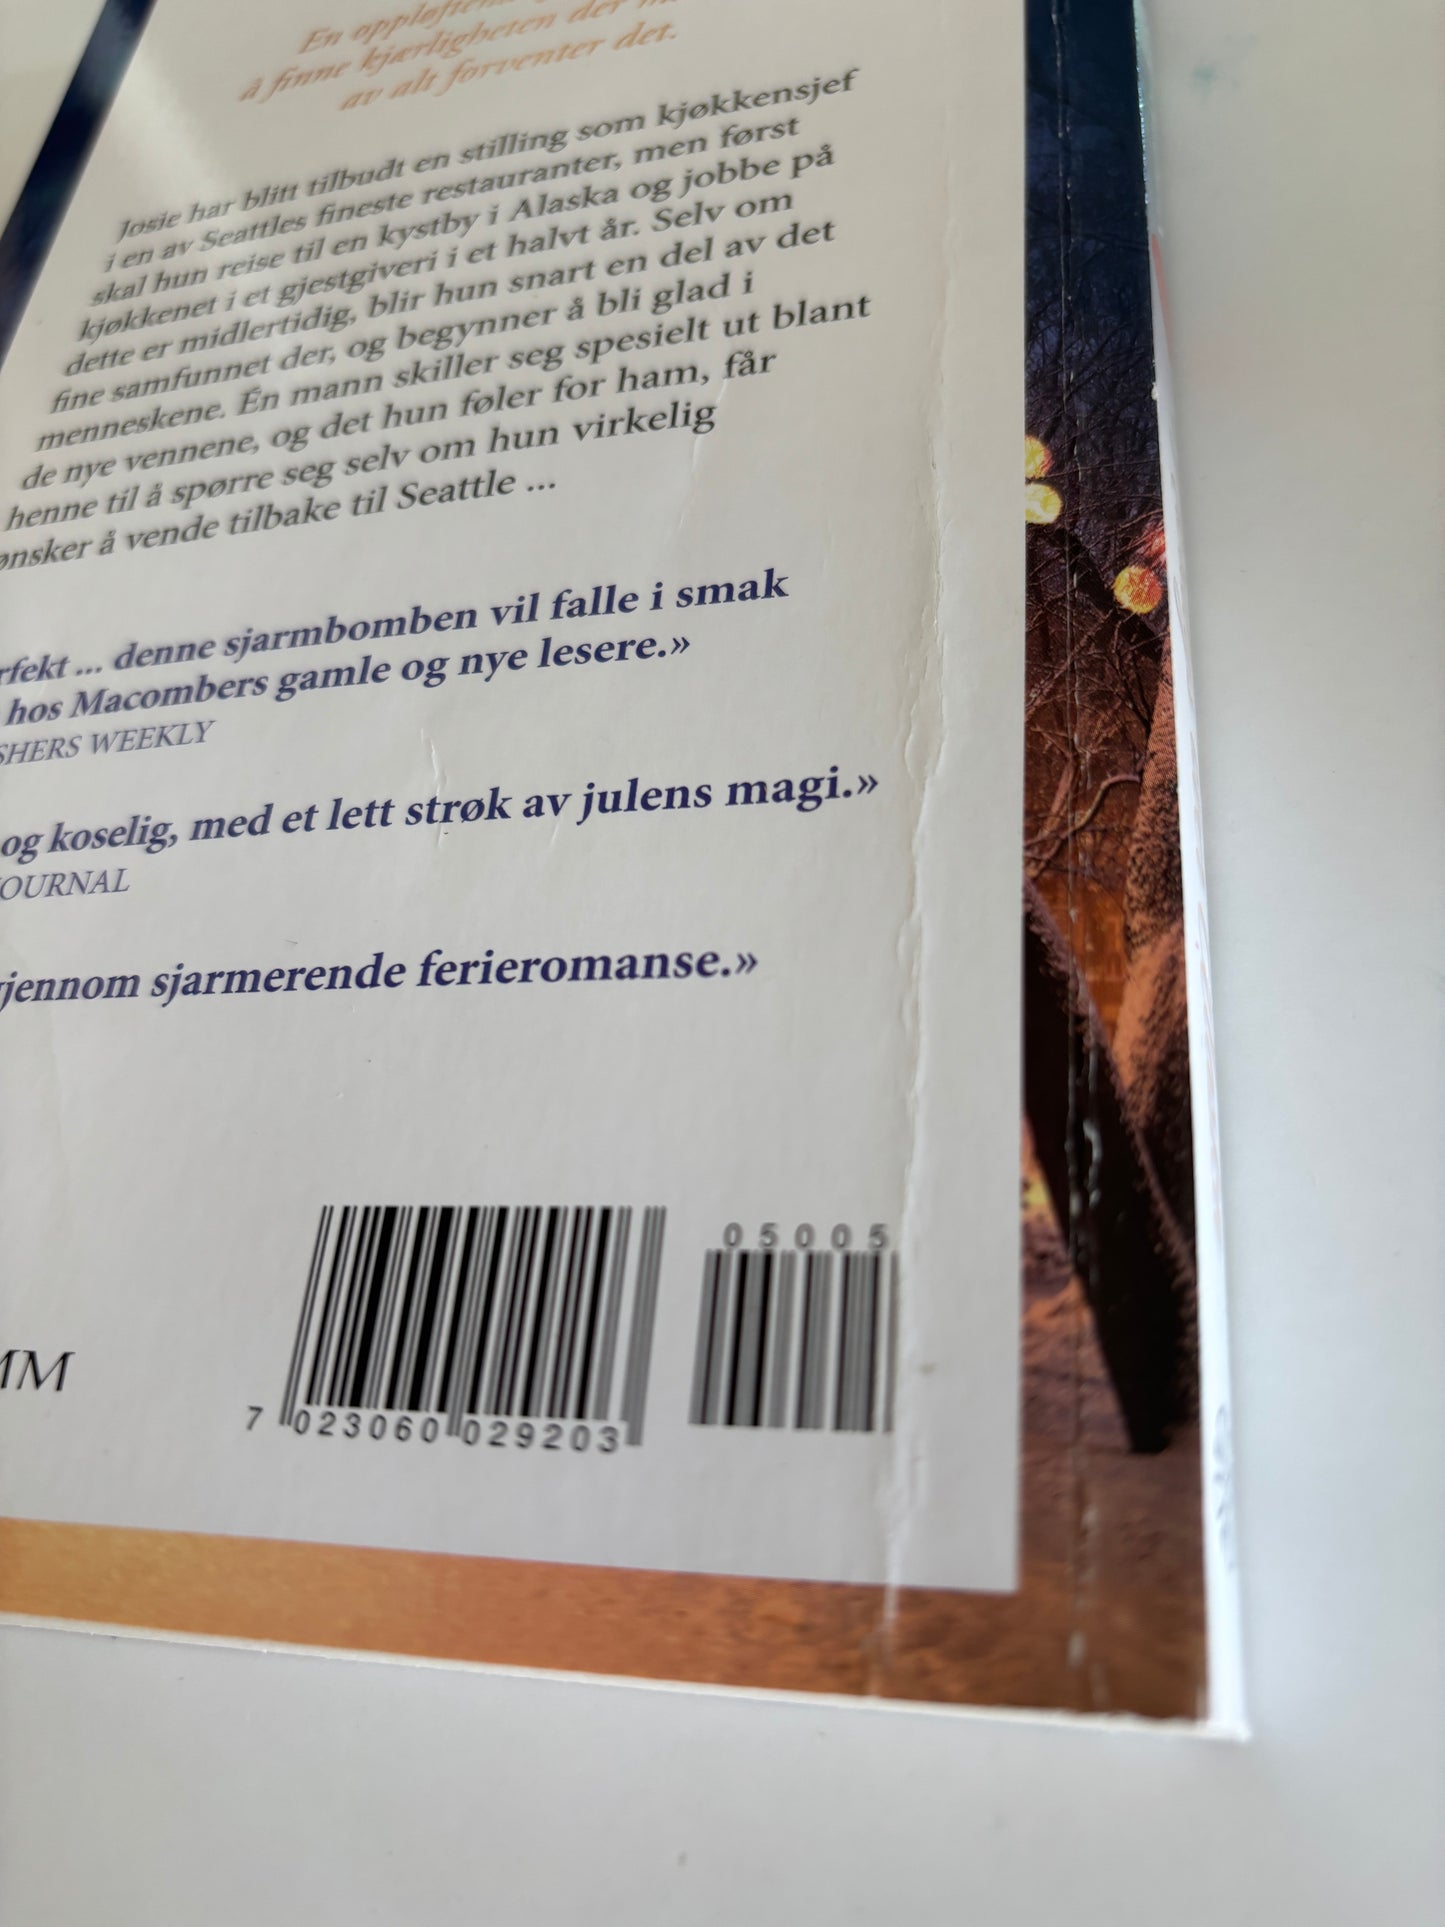 En oppløftende
å finne kjærligheten der
av alt forventer det.
Josie har blitt tilbudt en stilling som kjøkkensjef
i en av Seattles fineste restauranter, men først
skal hun reise til en kystby i Alaska og jobbe på
kjøkkenet i et gjestgiveri i et halvt år. Selv om
dette er midlertidig, blir hun snart en del av det
fine samfunnet der, og begynner å bli glad i
menneskene. Én mann skiller seg spesielt ut blant
de nye vennene, og det hun føler for ham, får
henne til å spørre seg selv om hun virkelig
ønsker å vende tilbake til Seattle ...
rfekt ... denne sjarmbomben vil falle i smak
hos Macombers gamle og nye lesere.»
SHERS WEEKLY
og koselig, med et lett strøk av julens magi.»
JOURNAL
jennom sjarmerende ferieromanse.»
05005
MM
7 023060 029203